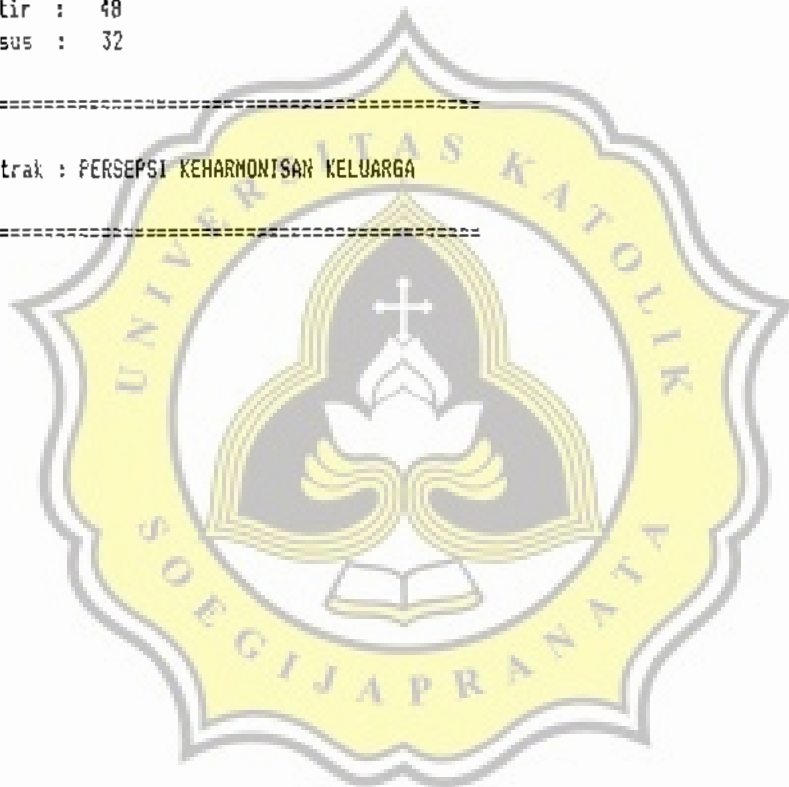 tir : 48
sus : 32
================================================
trak : PERSEPSI KEHARMONISAN KELUARGA
================================================
UNIVERSITAS KATOLIK
SOEGIJAPRANATA